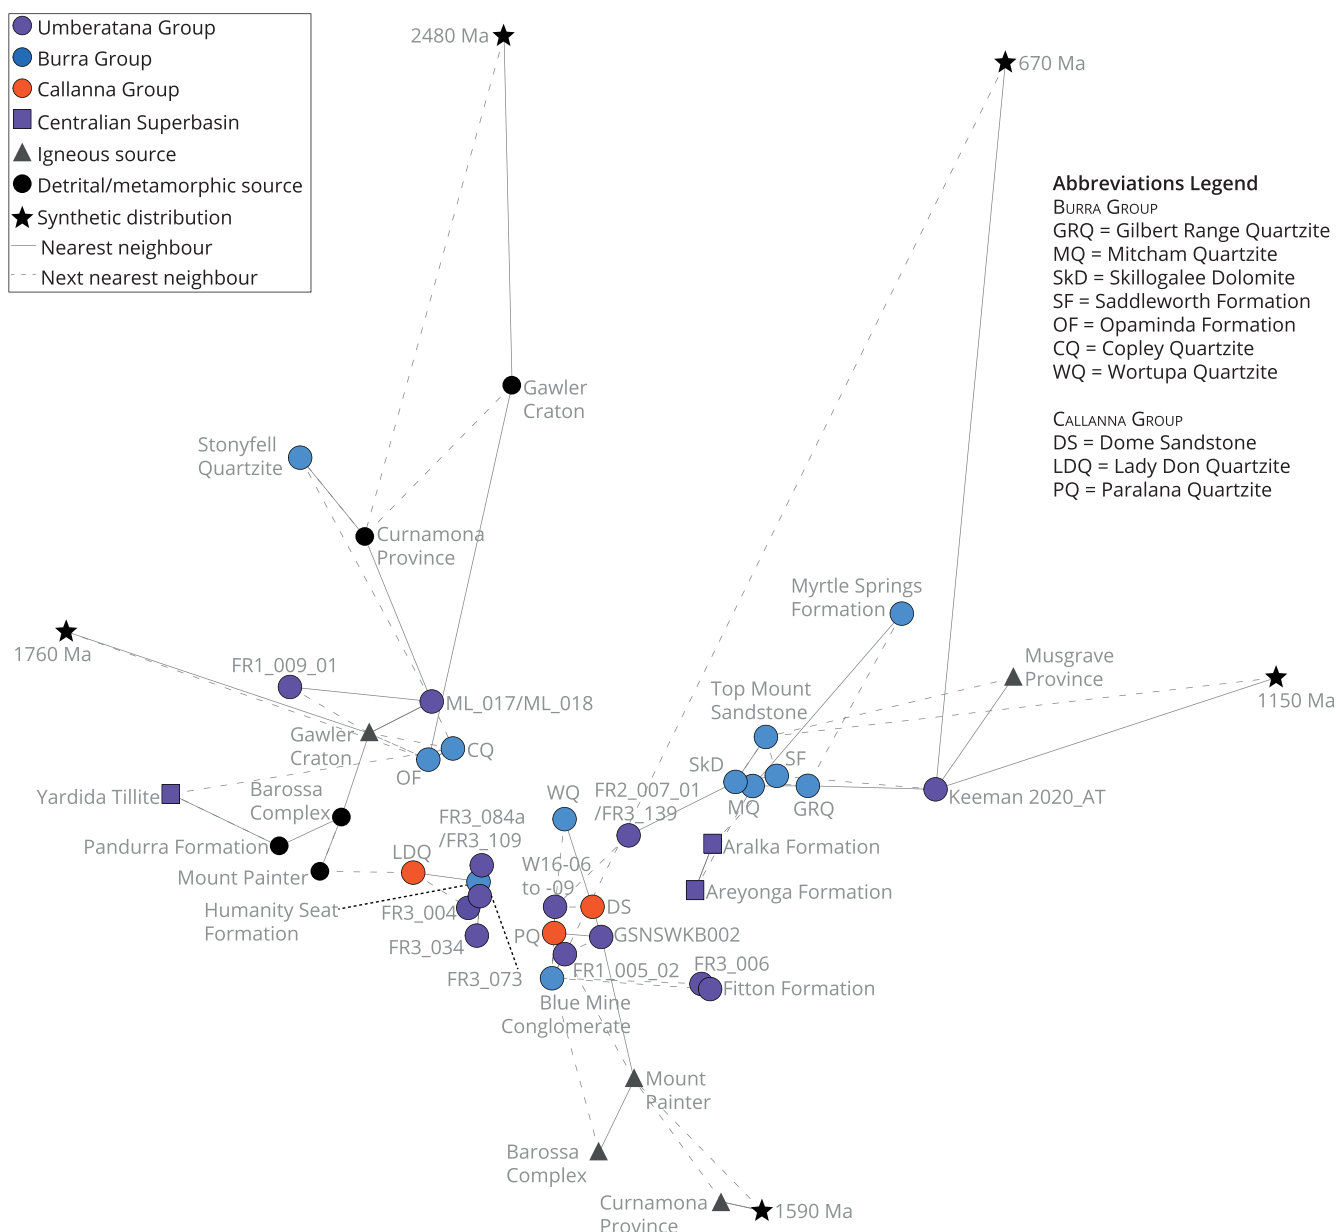 Umberatana Group
Burra Group
Callanna Group
Centralian Superbasin
Igneous source
Detrital/metamorphic source
Synthetic distribution
Nearest neighbour
Next nearest neighbour
2480 Ma
670 Ma
Abbreviations Legend
BURRA GROUP
GRQ = Gilbert Range Quartzite
MQ = Mitcham Quartzite
SkD = Skillogalee Dolomite
SF = Saddleworth Formation
OF = Opaminda Formation
CQ = Copley Quartzite
WQ = Wortupa Quartzite
CALLANNA GROUP
DS = Dome Sandstone
LDQ = Lady Don Quartzite
PQ = Paralana Quartzite
Gawler
Craton
Stonyfell
Quartzite
Curnamona
Province
Myrtle Springs
Formation
1760 Ma
FR1_009_01
ML_017/ML_018
Musgrave
Province
1150 Ma
Top Mount
Sandstone
Gawler
Craton
CQ
OF
SkD
SF
MQ
GRQ
Keeman 2020_AT
Yardida Tillite
Barossa
Complex
WQ
FR2_007_01
/FR3_139
FR3_084a
/FR3_109
Pandurra Formation
Aralka Formation
LDQ
Mount Painter
W16-06
to -09
Areyonga Formation
Humanity Seat
Formation
FR3_004
DS
PQ
GSNSWKB002
FR3_034
FR3_073
FR1_005_02
FR3_006
Fitton Formation
Blue Mine
Conglomerate
Mount
Painter
Barossa
Complex
Curnamona
Province
1590 Ma